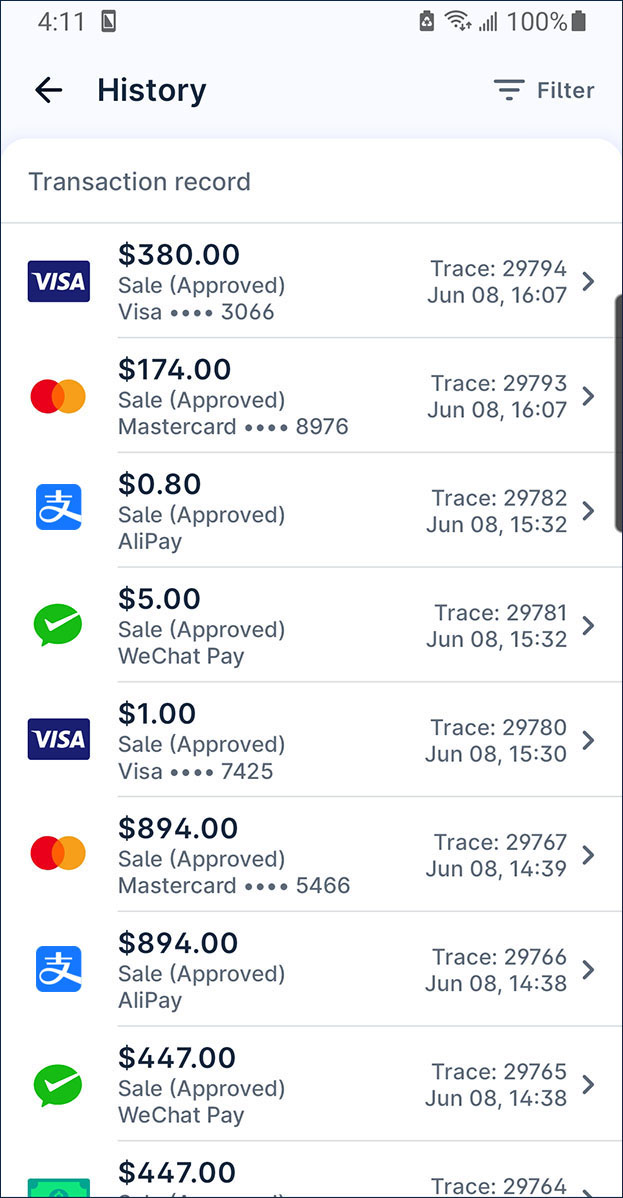 4:11
100%
History
Filter
Transaction record
VISA
$380.00
Sale (Approved)
Visa •••• 3066
Trace: 29794
Jun 08, 16:07
$174.00
Sale (Approved)
Mastercard •••• 8976
Trace: 29793
Jun 08, 16:07
支
$0.80
Sale (Approved)
AliPay
Trace: 29782
Jun 08, 15:32
$5.00
Sale (Approved)
WeChat Pay
Trace: 29781
Jun 08, 15:32
VISA
$1.00
Sale (Approved)
Visa •••• 7425
Trace: 29780
Jun 08, 15:30
$894.00
Sale (Approved)
Mastercard •••• 5466
Trace: 29767
Jun 08, 14:39
支
$894.00
Sale (Approved)
AliPay
Trace: 29766
Jun 08, 14:38
$447.00
Sale (Approved)
WeChat Pay
Trace: 29765
Jun 08, 14:38
$447.00
Trace: 29764